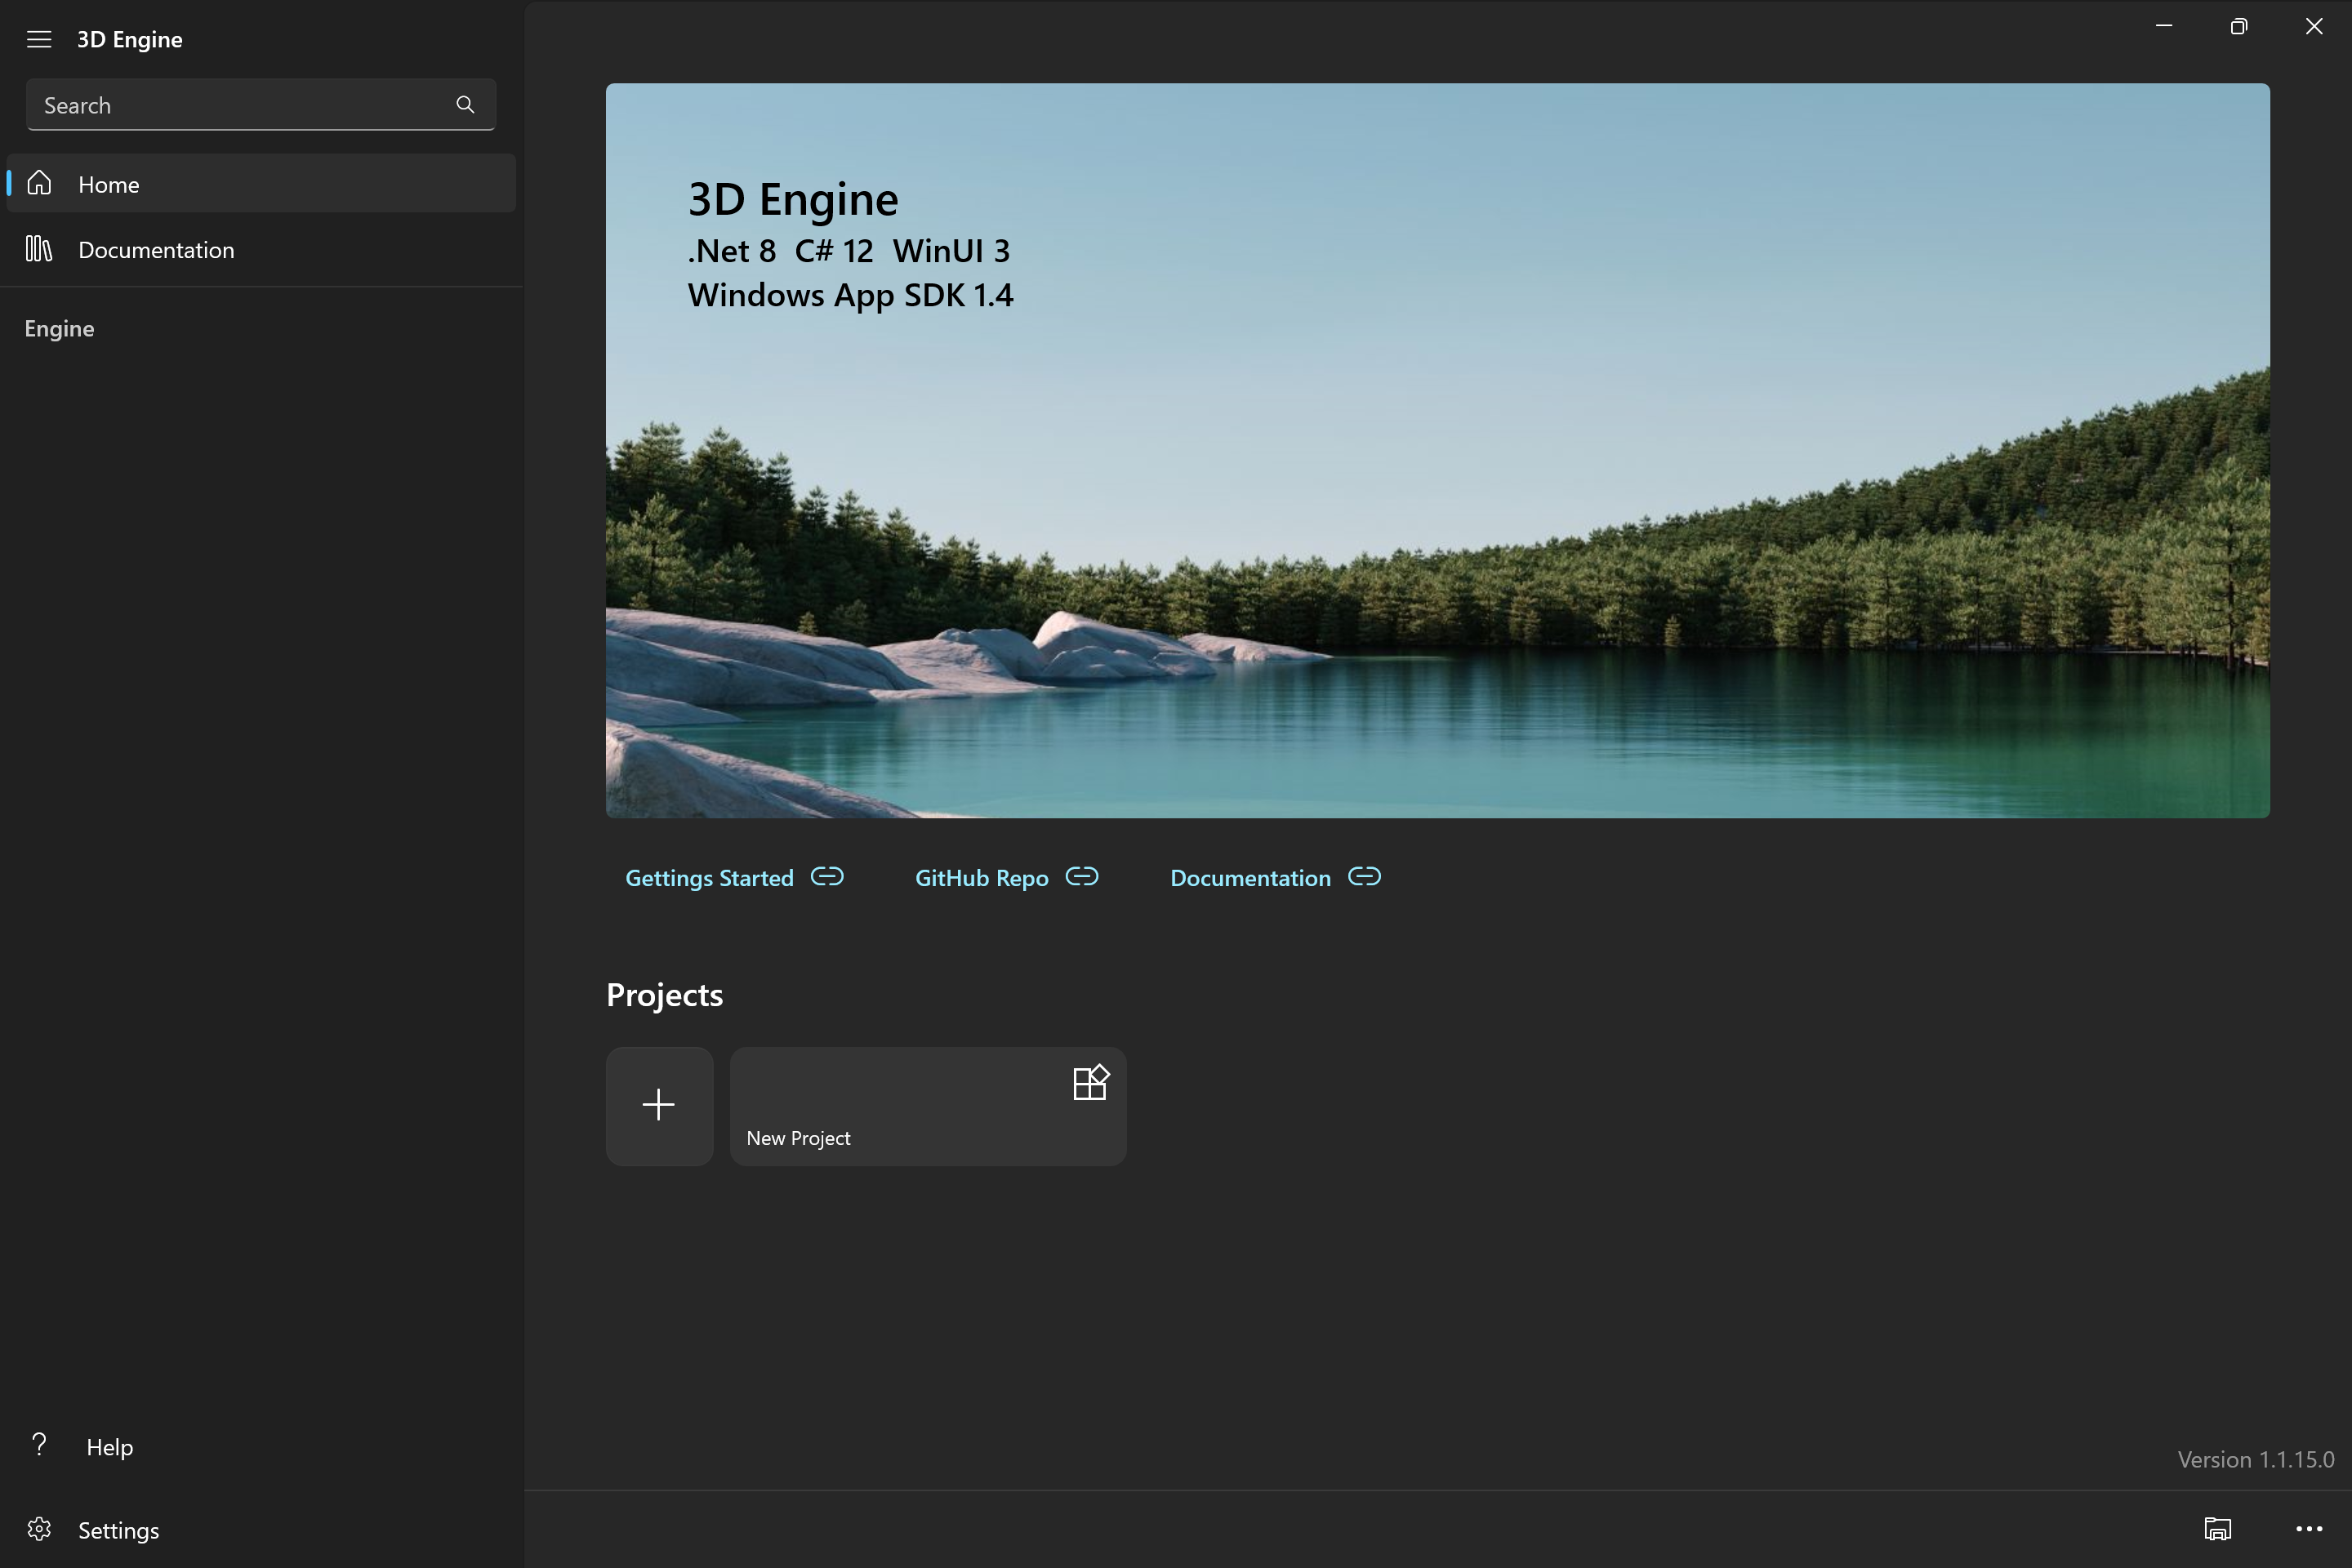 3D Engine
Search
Home
Documentation
Engine
3D Engine
.Net 8 C# 12 WinUI 3
Windows App SDK 1.4
Gettings Started
GitHub Repo
Documentation
Projects
New Project
Help
Settings
Version 1.1.15.0